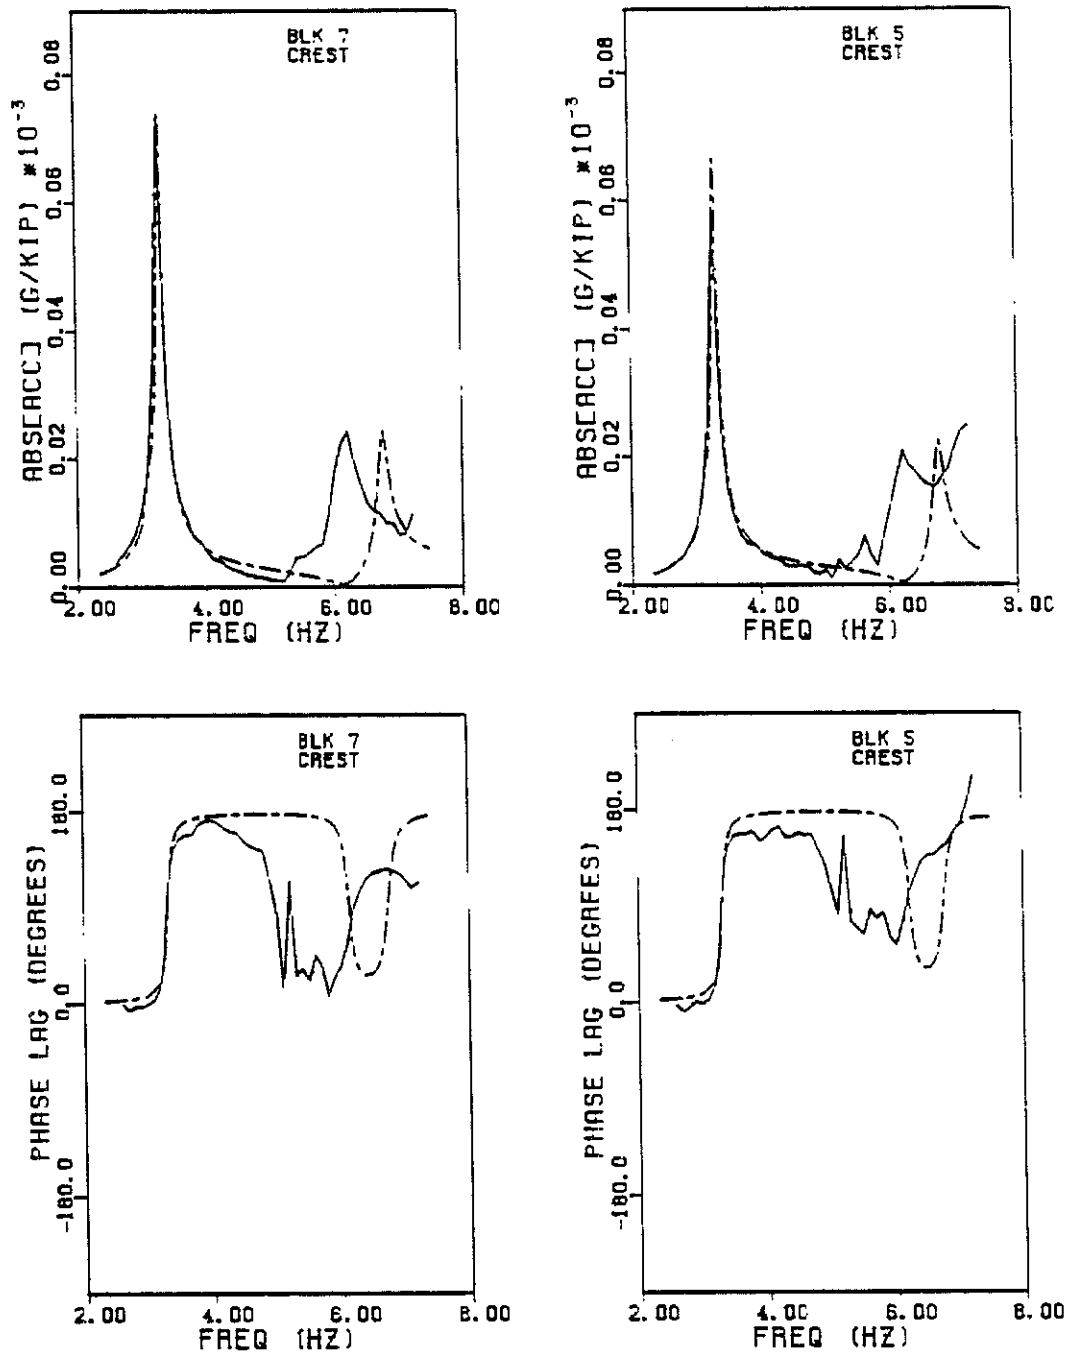 BLK 7
CREST
ABS[ACC] (G/KIP) *10⁻³
0.00 0.02 0.04 0.06 0.08
2.00 4.00 6.00 8.00
FREQ (HZ)
BLK 5
CREST
ABS[ACC] (G/KIP) *10⁻³
0.00 0.02 0.04 0.06 0.08
2.00 4.00 6.00 8.00
FREQ (HZ)
BLK 7
CREST
PHASE LAG (DEGREES)
-180.0 0.0 180.0
2.00 4.00 6.00 8.00
FREQ (HZ)
BLK 5
CREST
PHASE LAG (DEGREES)
-180.0 0.0 180.0
2.00 4.00 6.00 8.00
FREQ (HZ)